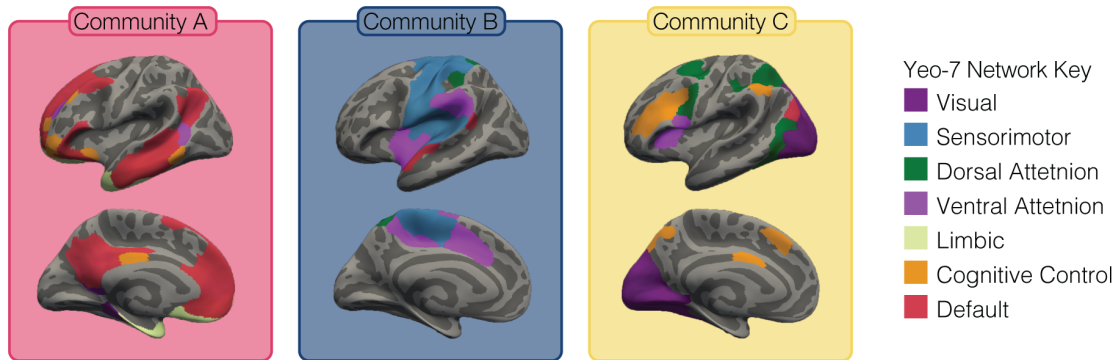 Community A
Community B
Community C
Yeo-7 Network Key
Visual
Sensorimotor
Dorsal Attetnion
Ventral Attetnion
Limbic
Cognitive Control
Default